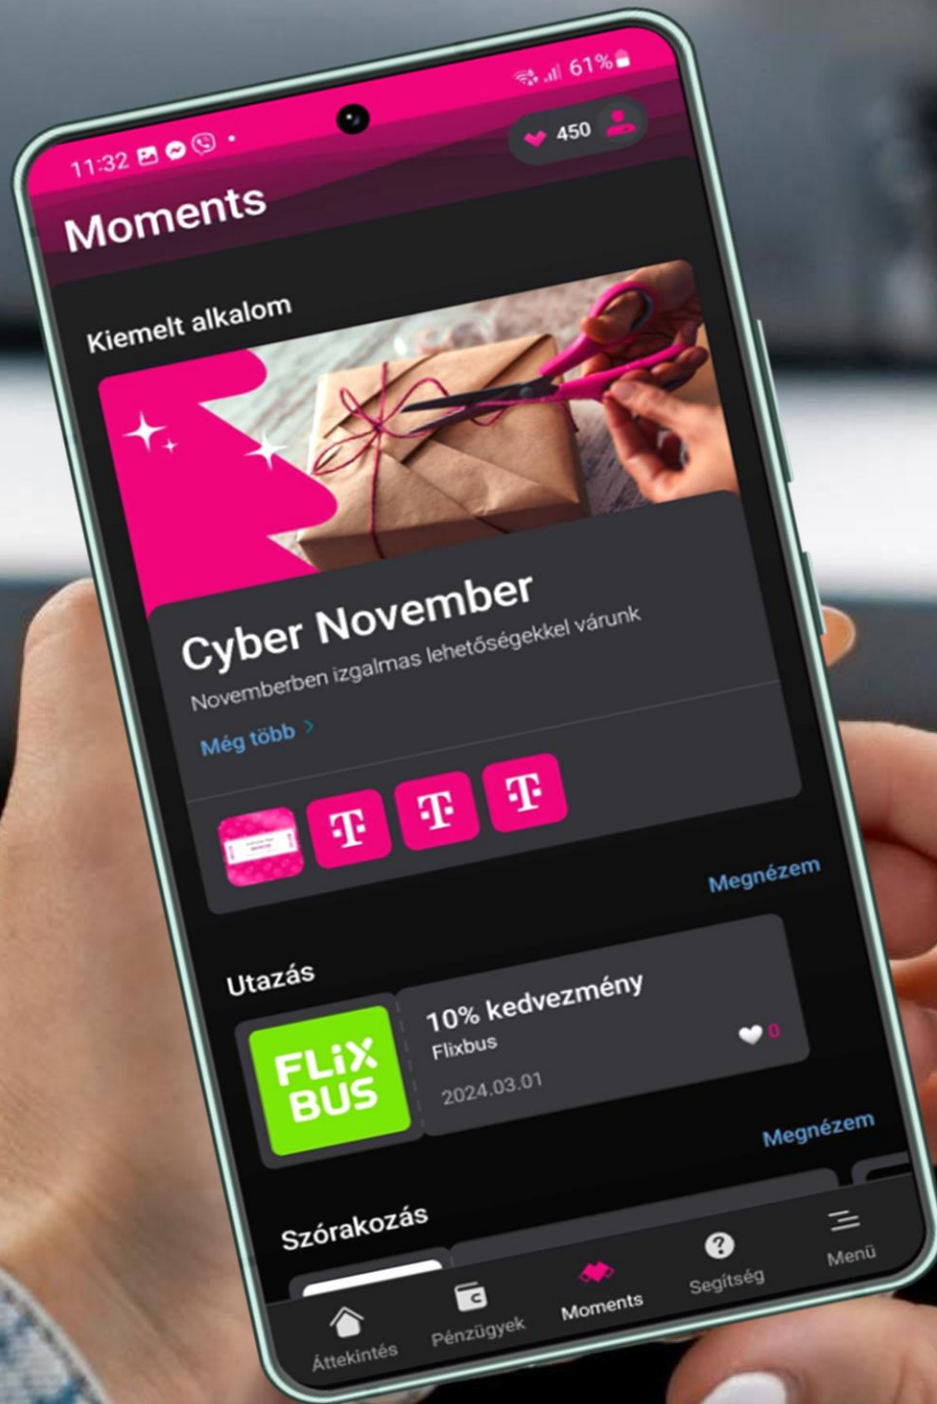 11:32
61%
450
Moments
Kiemelt alkalom
Cyber November
Novemberben izgalmas lehetőségekkel várunk
Még több
T T T
Megnézem
Utazás
FLiX
BUS
10% kedvezmény
Flixbus
2024.03.01
0
Megnézem
Szórakozás
Áttekintés
Pénzügyek
Moments
Segítség
Menü